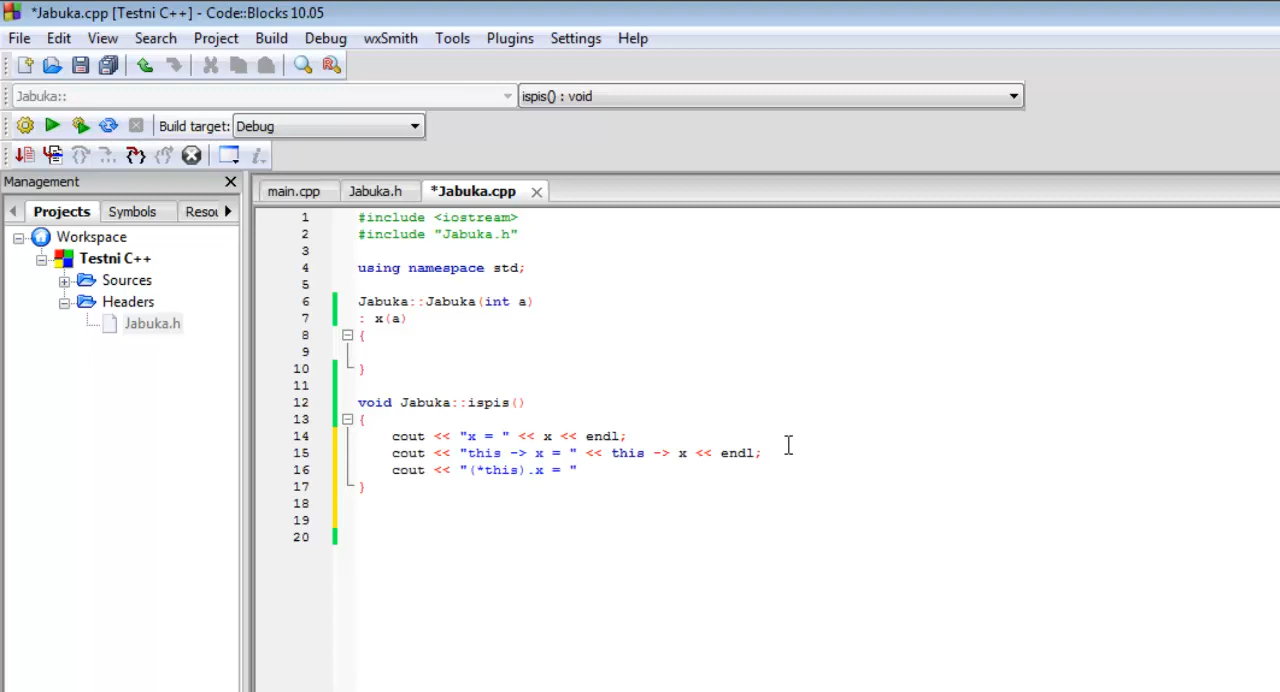 *Jabuka.cpp [Testni C++] - Code::Blocks 10.05
File Edit View Search Project Build Debug wxSmith Tools Plugins Settings Help
Jabuka:: ispis() : void
Build target: Debug
Management
Projects Symbols Resou
Workspace
Testni C++
Sources
Headers
Jabuka.h
main.cpp Jabuka.h *Jabuka.cpp
1 #include <iostream>
2 #include "Jabuka.h"
3
4 using namespace std;
5
6 Jabuka::Jabuka(int a)
7 : x(a)
8 {
9
10 }
11
12 void Jabuka::ispis()
13 {
14 cout << "x = " << x << endl;
15 cout << "this -> x = " << this -> x << endl;
16 cout << "(*this).x = "
17 }
18
19
20